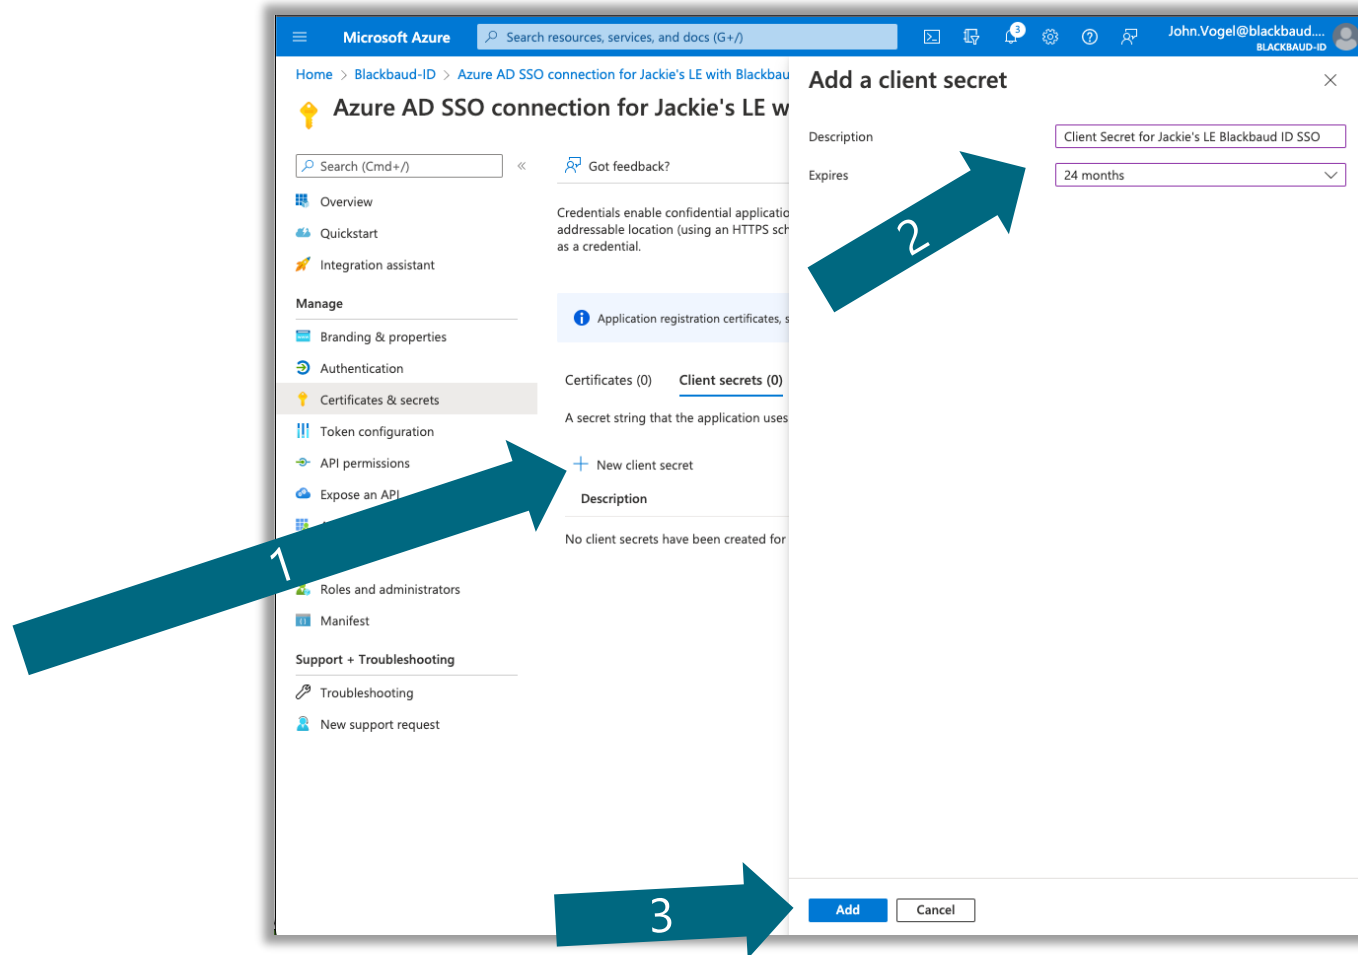 Microsoft Azure
Search resources, services, and docs (G+/)
3
John.Vogel@blackbaud....
BLACKBAUD-ID
Home > Blackbaud-ID > Azure AD SSO connection for Jackie's LE with Blackbau
Azure AD SSO connection for Jackie's LE w
Search (Cmd+/)
«
Overview
Quickstart
Integration assistant
Manage
Branding & properties
Authentication
Certificates & secrets
Token configuration
API permissions
Expose an API
Roles and administrators
Manifest
Support + Troubleshooting
Troubleshooting
New support request
Got feedback?
Credentials enable confidential applicatio
addressable location (using an HTTPS sch
as a credential.
Application registration certificates, s
Certificates (0) Client secrets (0)
A secret string that the application uses
New client secret
Description
No client secrets have been created for
Add a client secret
Description
Client Secret for Jackie's LE Blackbaud ID SSO
Expires
24 months
Add
Cancel
1
2
3